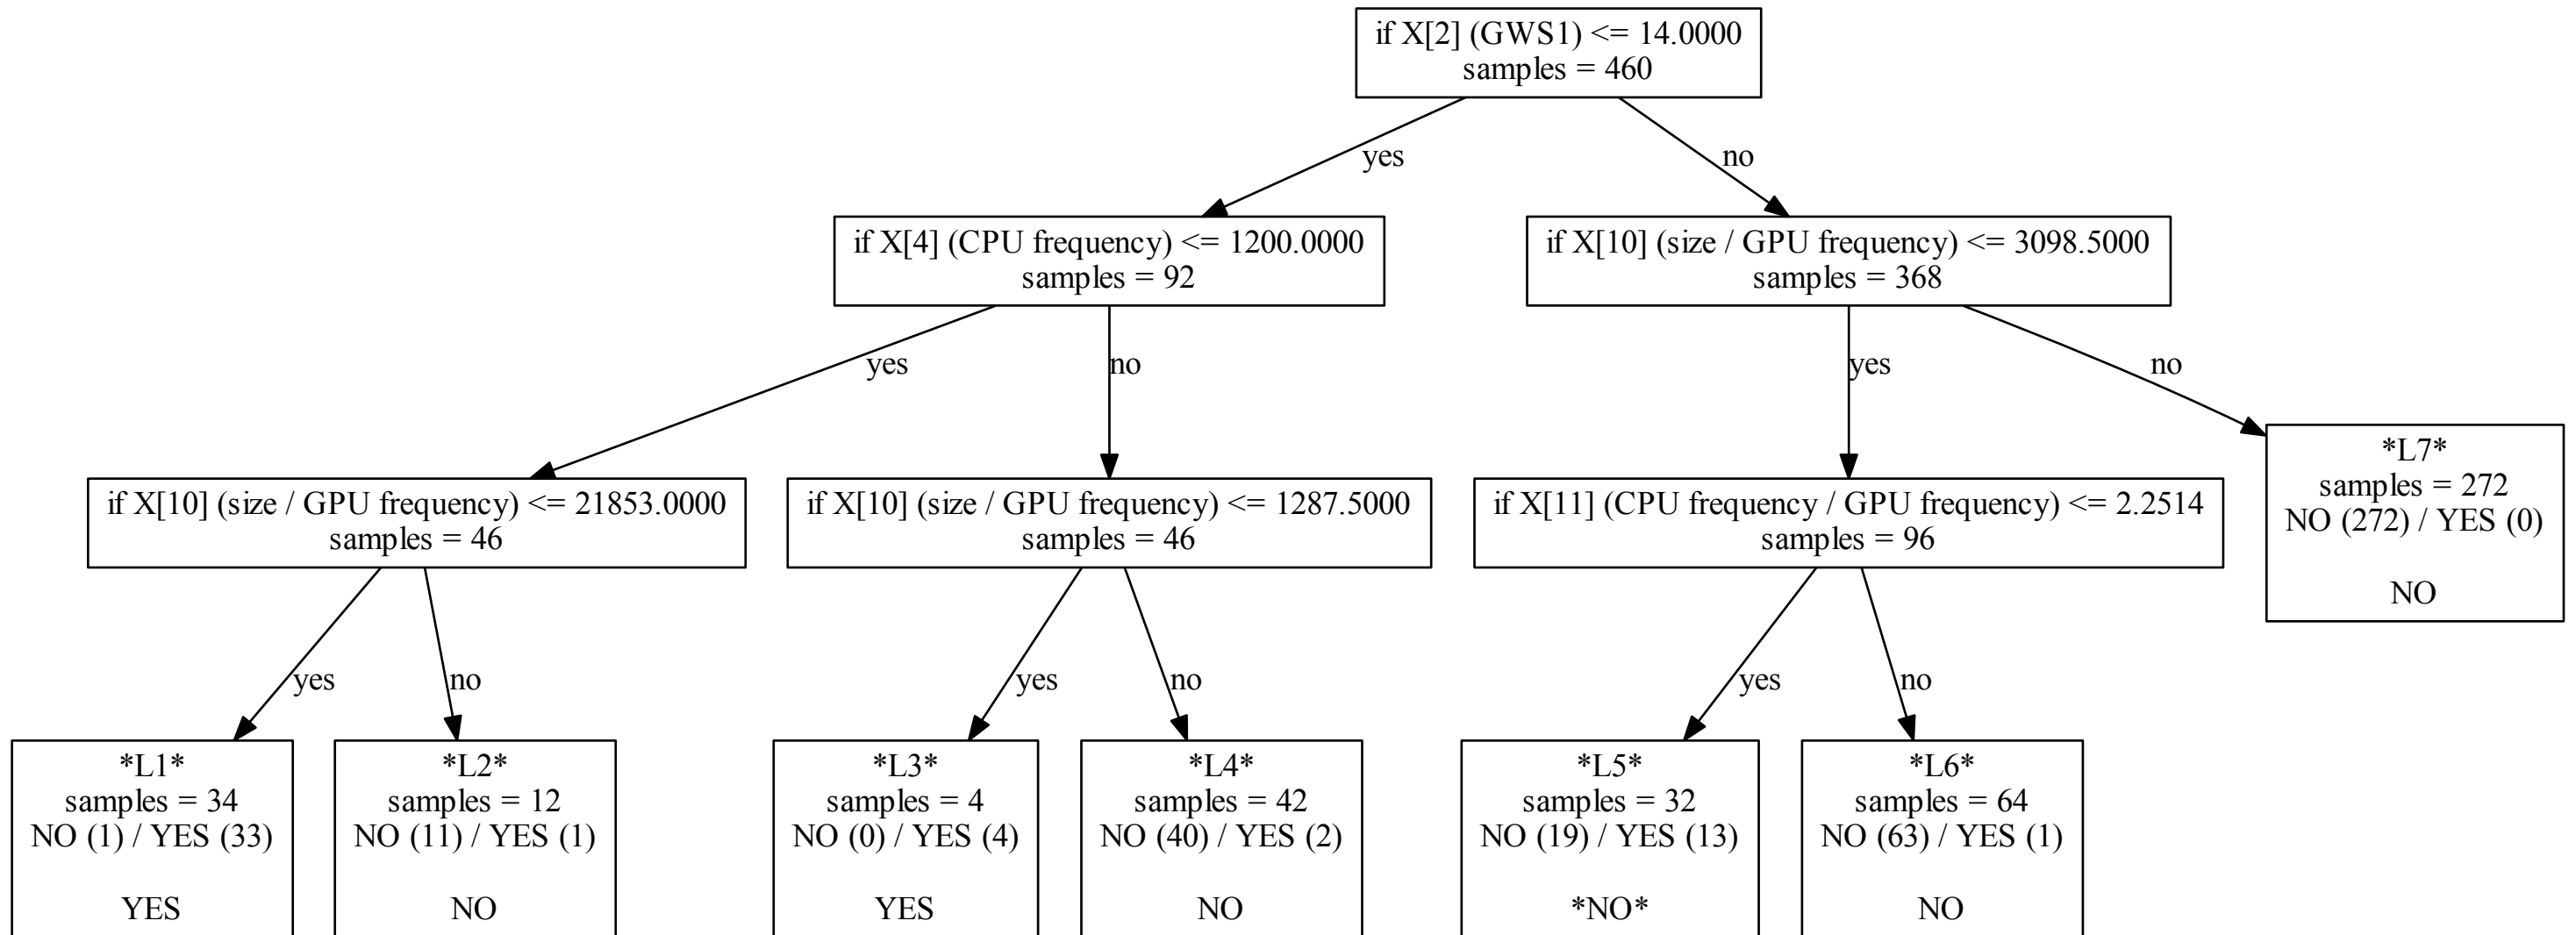 if X[2] (GWS1) <= 14.0000
samples = 460
yes
no
if X[4] (CPU frequency) <= 1200.0000
samples = 92
if X[10] (size / GPU frequency) <= 3098.5000
samples = 368
yes
no
yes
no
if X[10] (size / GPU frequency) <= 21853.0000
samples = 46
if X[10] (size / GPU frequency) <= 1287.5000
samples = 46
if X[11] (CPU frequency / GPU frequency) <= 2.2514
samples = 96
*L7*
samples = 272
NO (272) / YES (0)
NO
yes
no
yes
no
yes
no
*L1*
samples = 34
NO (1) / YES (33)
YES
*L2*
samples = 12
NO (11) / YES (1)
NO
*L3*
samples = 4
NO (0) / YES (4)
YES
*L4*
samples = 42
NO (40) / YES (2)
NO
*L5*
samples = 32
NO (19) / YES (13)
*NO*
*L6*
samples = 64
NO (63) / YES (1)
NO